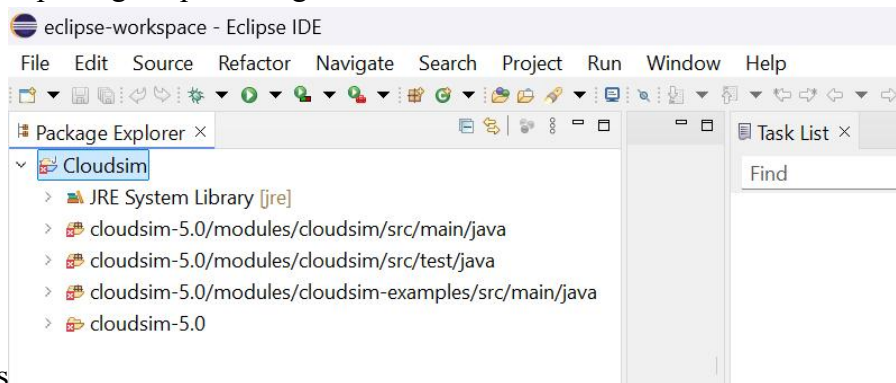 eclipse-workspace - Eclipse IDE
File Edit Source Refactor Navigate Search Project Run Window Help
Package Explorer ×
Task List ×
Cloudsim
Find
JRE System Library [jre]
cloudsim-5.0/modules/cloudsim/src/main/java
cloudsim-5.0/modules/cloudsim/src/test/java
cloudsim-5.0/modules/cloudsim-examples/src/main/java
cloudsim-5.0
s